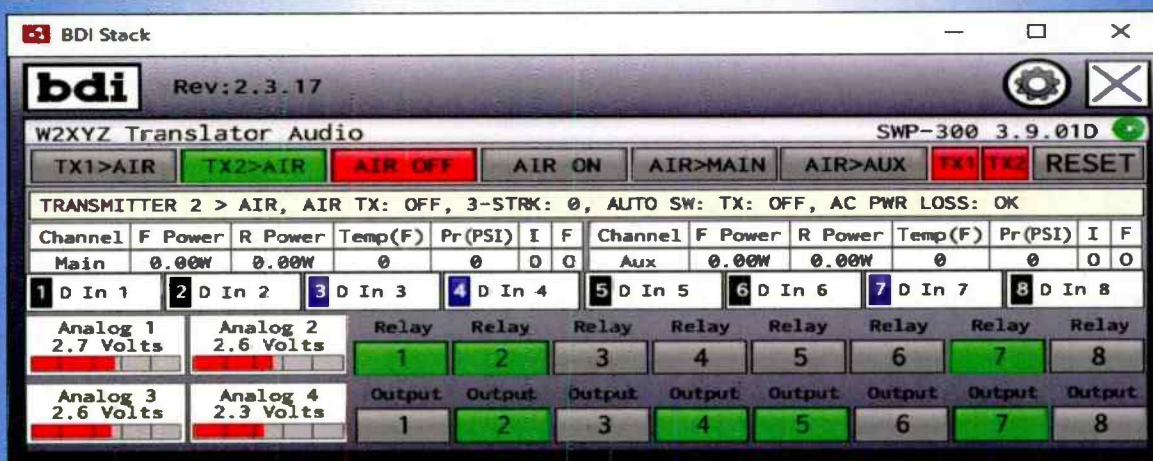 BDI Stack
bdi Rev:2.3.17
W2XYZ Translator Audio SWP-300 3.9.01D
TX1>AIR TX2>AIR AIR OFF AIR ON AIR>MAIN AIR>AUX TX1 TX2 RESET
TRANSMITTER 2 > AIR, AIR TX: OFF, 3-STRK: 0, AUTO SW: TX: OFF, AC PWR LOSS: OK
Channel F Power R Power Temp(F) Pr(PSI) I F Channel F Power R Power Temp(F) Pr(PSI) I F
Main 0.00W 0.00W 0 0 O O Aux 0.00W 0.00W 0 0 O O
1 D In 1 2 D In 2 3 D In 3 4 D In 4 5 D In 5 6 D In 6 7 D In 7 8 D In 8
Analog 1 Analog 2 Relay Relay Relay Relay Relay Relay Relay Relay
2.7 Volts 2.6 Volts 1 2 3 4 5 6 7 8
Analog 3 Analog 4 Output Output Output Output Output Output Output Output
2.6 Volts 2.3 Volts 1 2 3 4 5 6 7 8